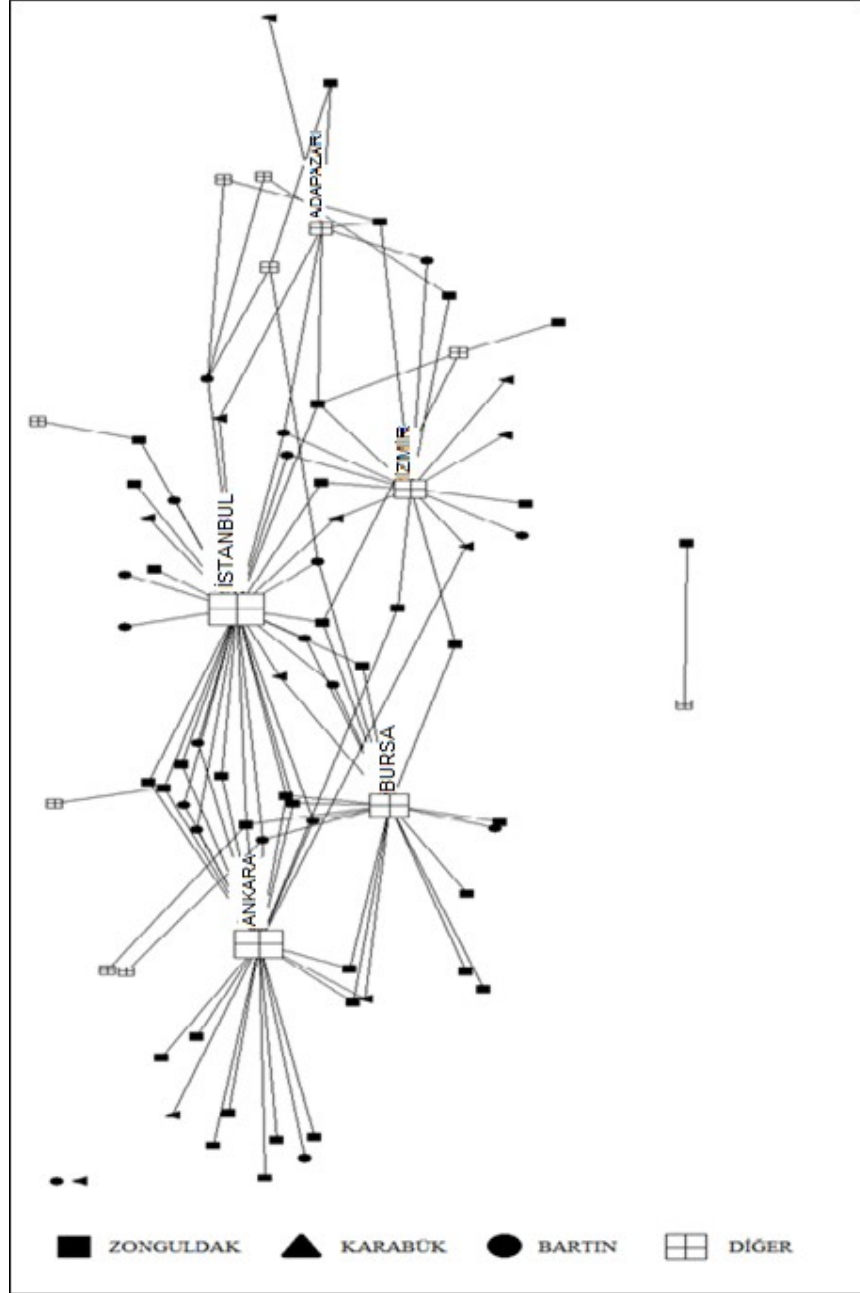 ADAPAZARI
İZMİR
İSTANBUL
BURSA
ANKARA
ZONGULDAK KARABÜK BARTIN DİĞER